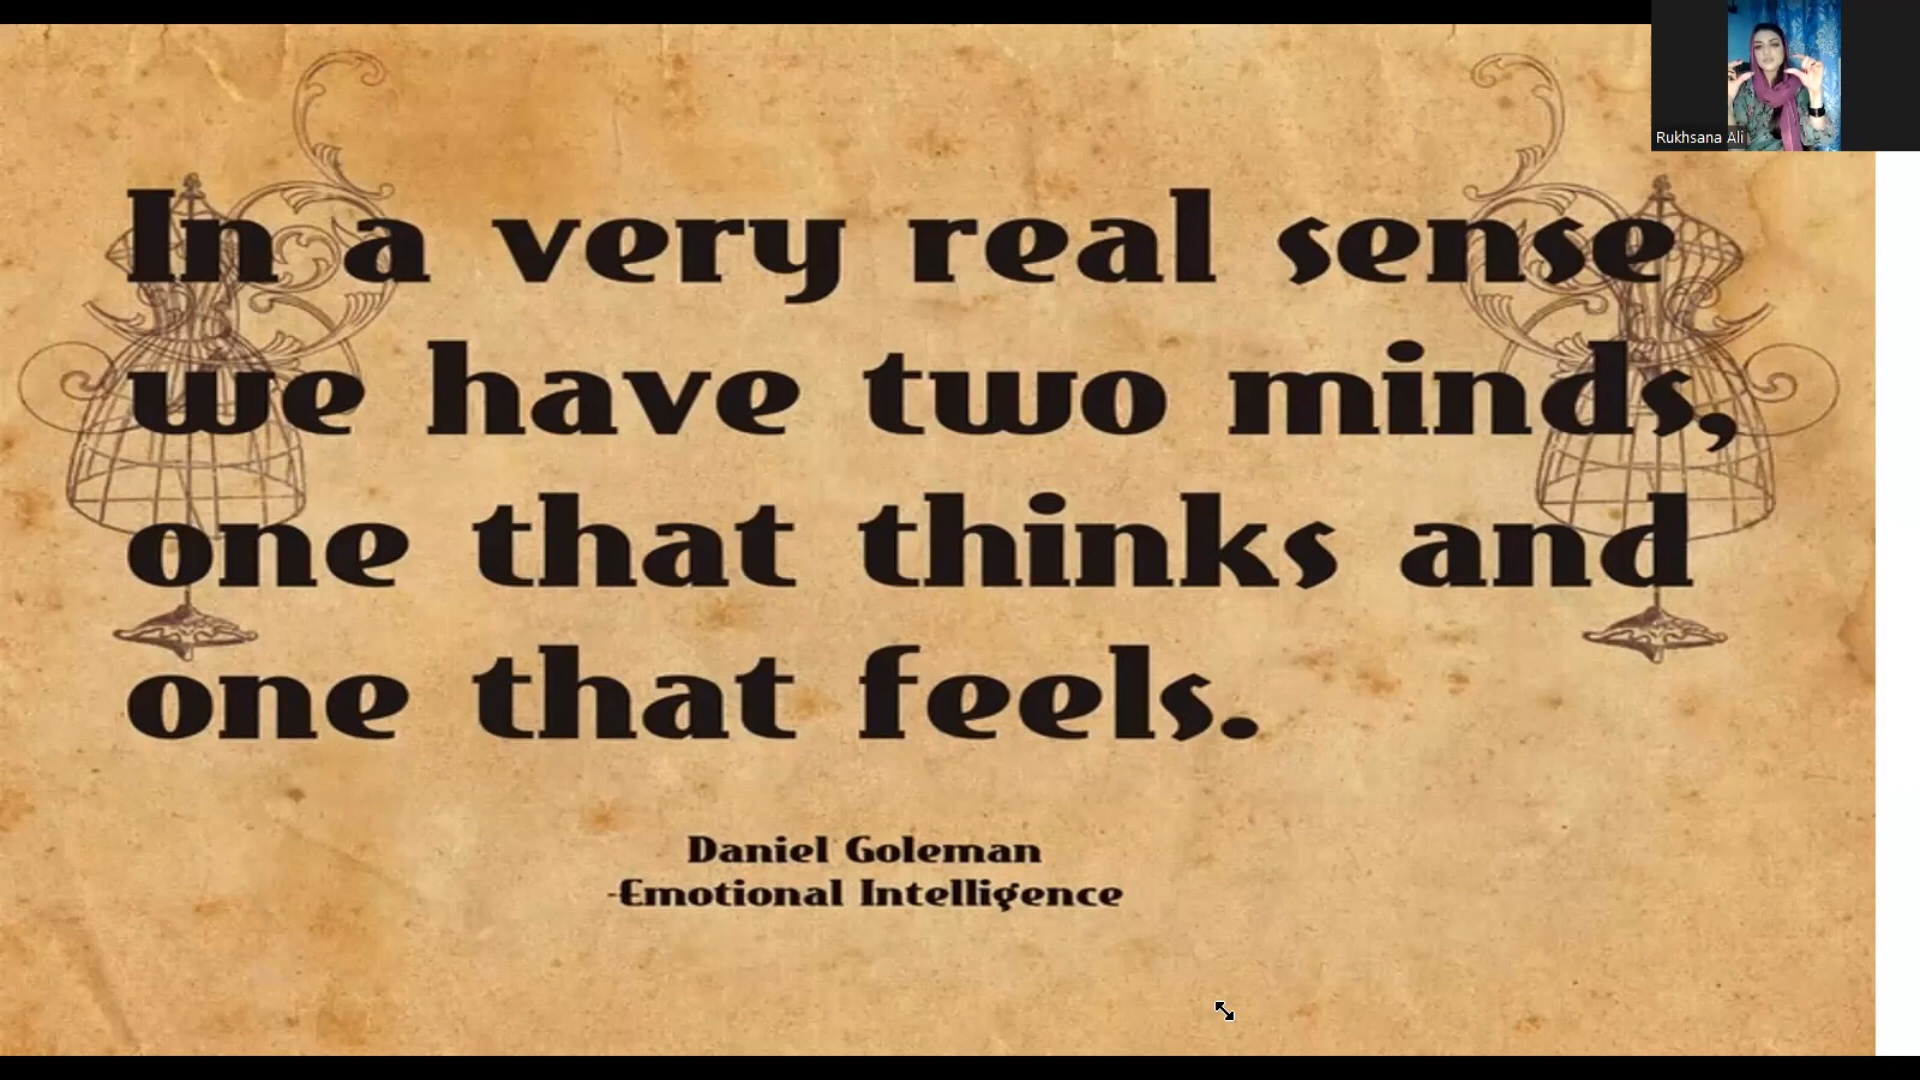 Rukhsana Ali
In a very real sense
we have two minds,
one that thinks and
one that feels.
Daniel Goleman
-Emotional Intelligence